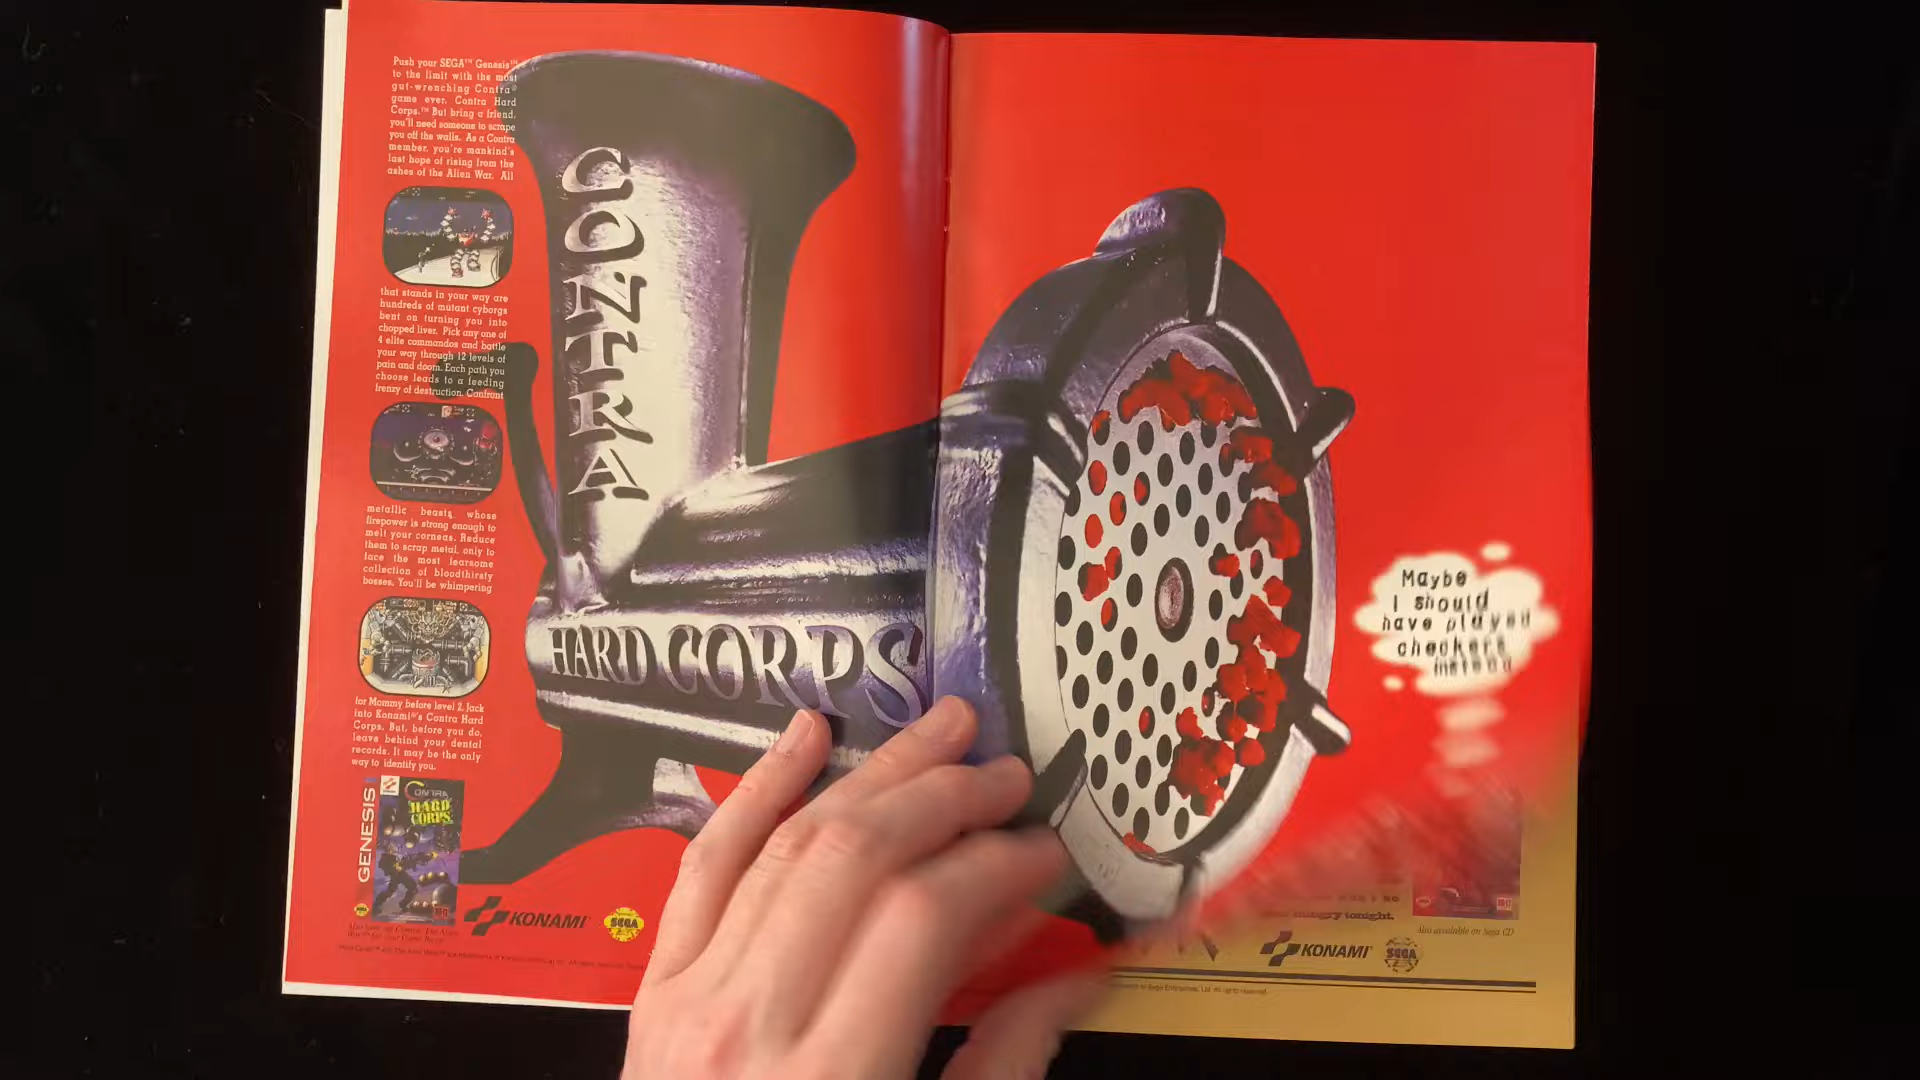 Push your SEGA™ Genesis™
to the limit with the most
gut-wrenching Contra®
game ever, Contra Hard
Corps.™ But bring a friend,
you'll need someone to scrape
you off the walls. As a Contra
member, you're mankind's
last hope of rising from the
ashes of the Alien War. All
that stands in your way are
hundreds of mutant cyborgs
bent on turning you into
chopped liver. Pick any one of
4 elite commandos and battle
your way through 12 levels of
pain and doom. Each path you
choose leads to a feeding
frenzy of destruction. Confront
metallic beasts whose
firepower is strong enough to
melt your corneas. Reduce
them to scrap metal, only to
face the most fearsome
collection of bloodthirsty
bosses. You'll be whimpering
for Mommy before level 2. Jack
into Konami®'s Contra Hard
Corps. But, before you do,
leave behind your dental
records. It may be the only
way to identify you.
GENESIS
CONTRA
HARD
CORPS
KONAMI®
SEGA
CONTRA
HARD CORPS
Maybe
I should
have played
checkers
instead
hungry tonight.
Also available on Sega CD
KONAMI®
SEGA